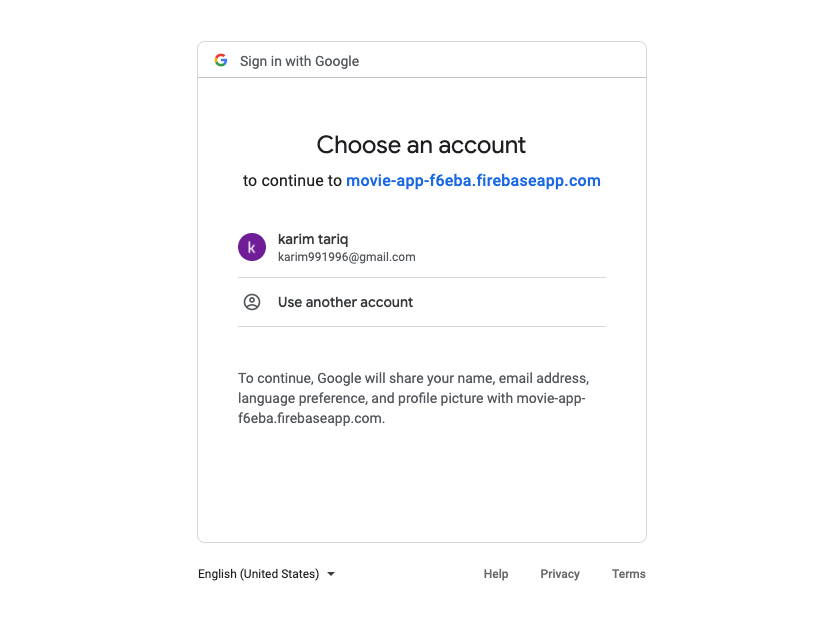 Sign in with Google
Choose an account
to continue to movie-app-f6eba.firebaseapp.com
k
karim tariq
karim991996@gmail.com
Use another account
To continue, Google will share your name, email address,
language preference, and profile picture with movie-app-
f6eba.firebaseapp.com.
English (United States)
Help
Privacy
Terms